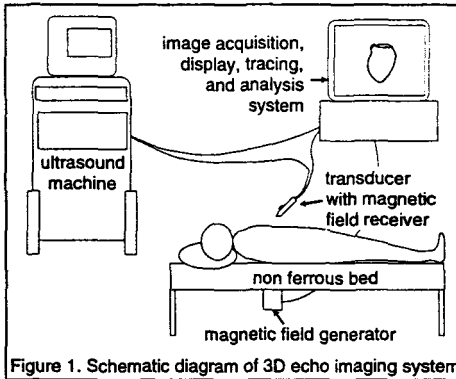 image acquisition,
display, tracing,
and analysis
system
ultrasound
machine
transducer
with magnetic
field receiver
non ferrous bed
magnetic field generator
Figure 1. Schematic diagram of 3D echo imaging system